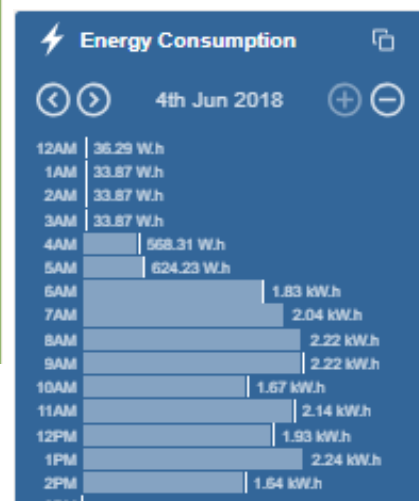 Energy Consumption
4th Jun 2018
12AM 36.29 W.h
1AM 33.87 W.h
2AM 33.87 W.h
3AM 33.87 W.h
4AM 568.31 W.h
5AM 624.23 W.h
6AM 1.83 kW.h
7AM 2.04 kW.h
8AM 2.22 kW.h
9AM 2.22 kW.h
10AM 1.67 kW.h
11AM 2.14 kW.h
12PM 1.93 kW.h
1PM 2.24 kW.h
2PM 1.64 kW.h